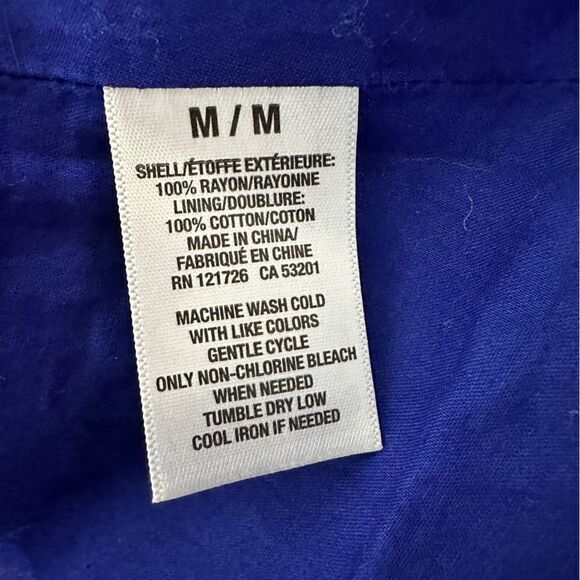 M / M
SHELL/ÉTOFFE EXTÉRIEURE:
100% RAYON/RAYONNE
LINING/DOUBLURE:
100% COTTON/COTON
MADE IN CHINA/
FABRIQUÉ EN CHINE
RN 121726 CA 53201
MACHINE WASH COLD
WITH LIKE COLORS
GENTLE CYCLE
ONLY NON-CHLORINE BLEACH
WHEN NEEDED
TUMBLE DRY LOW
COOL IRON IF NEEDED